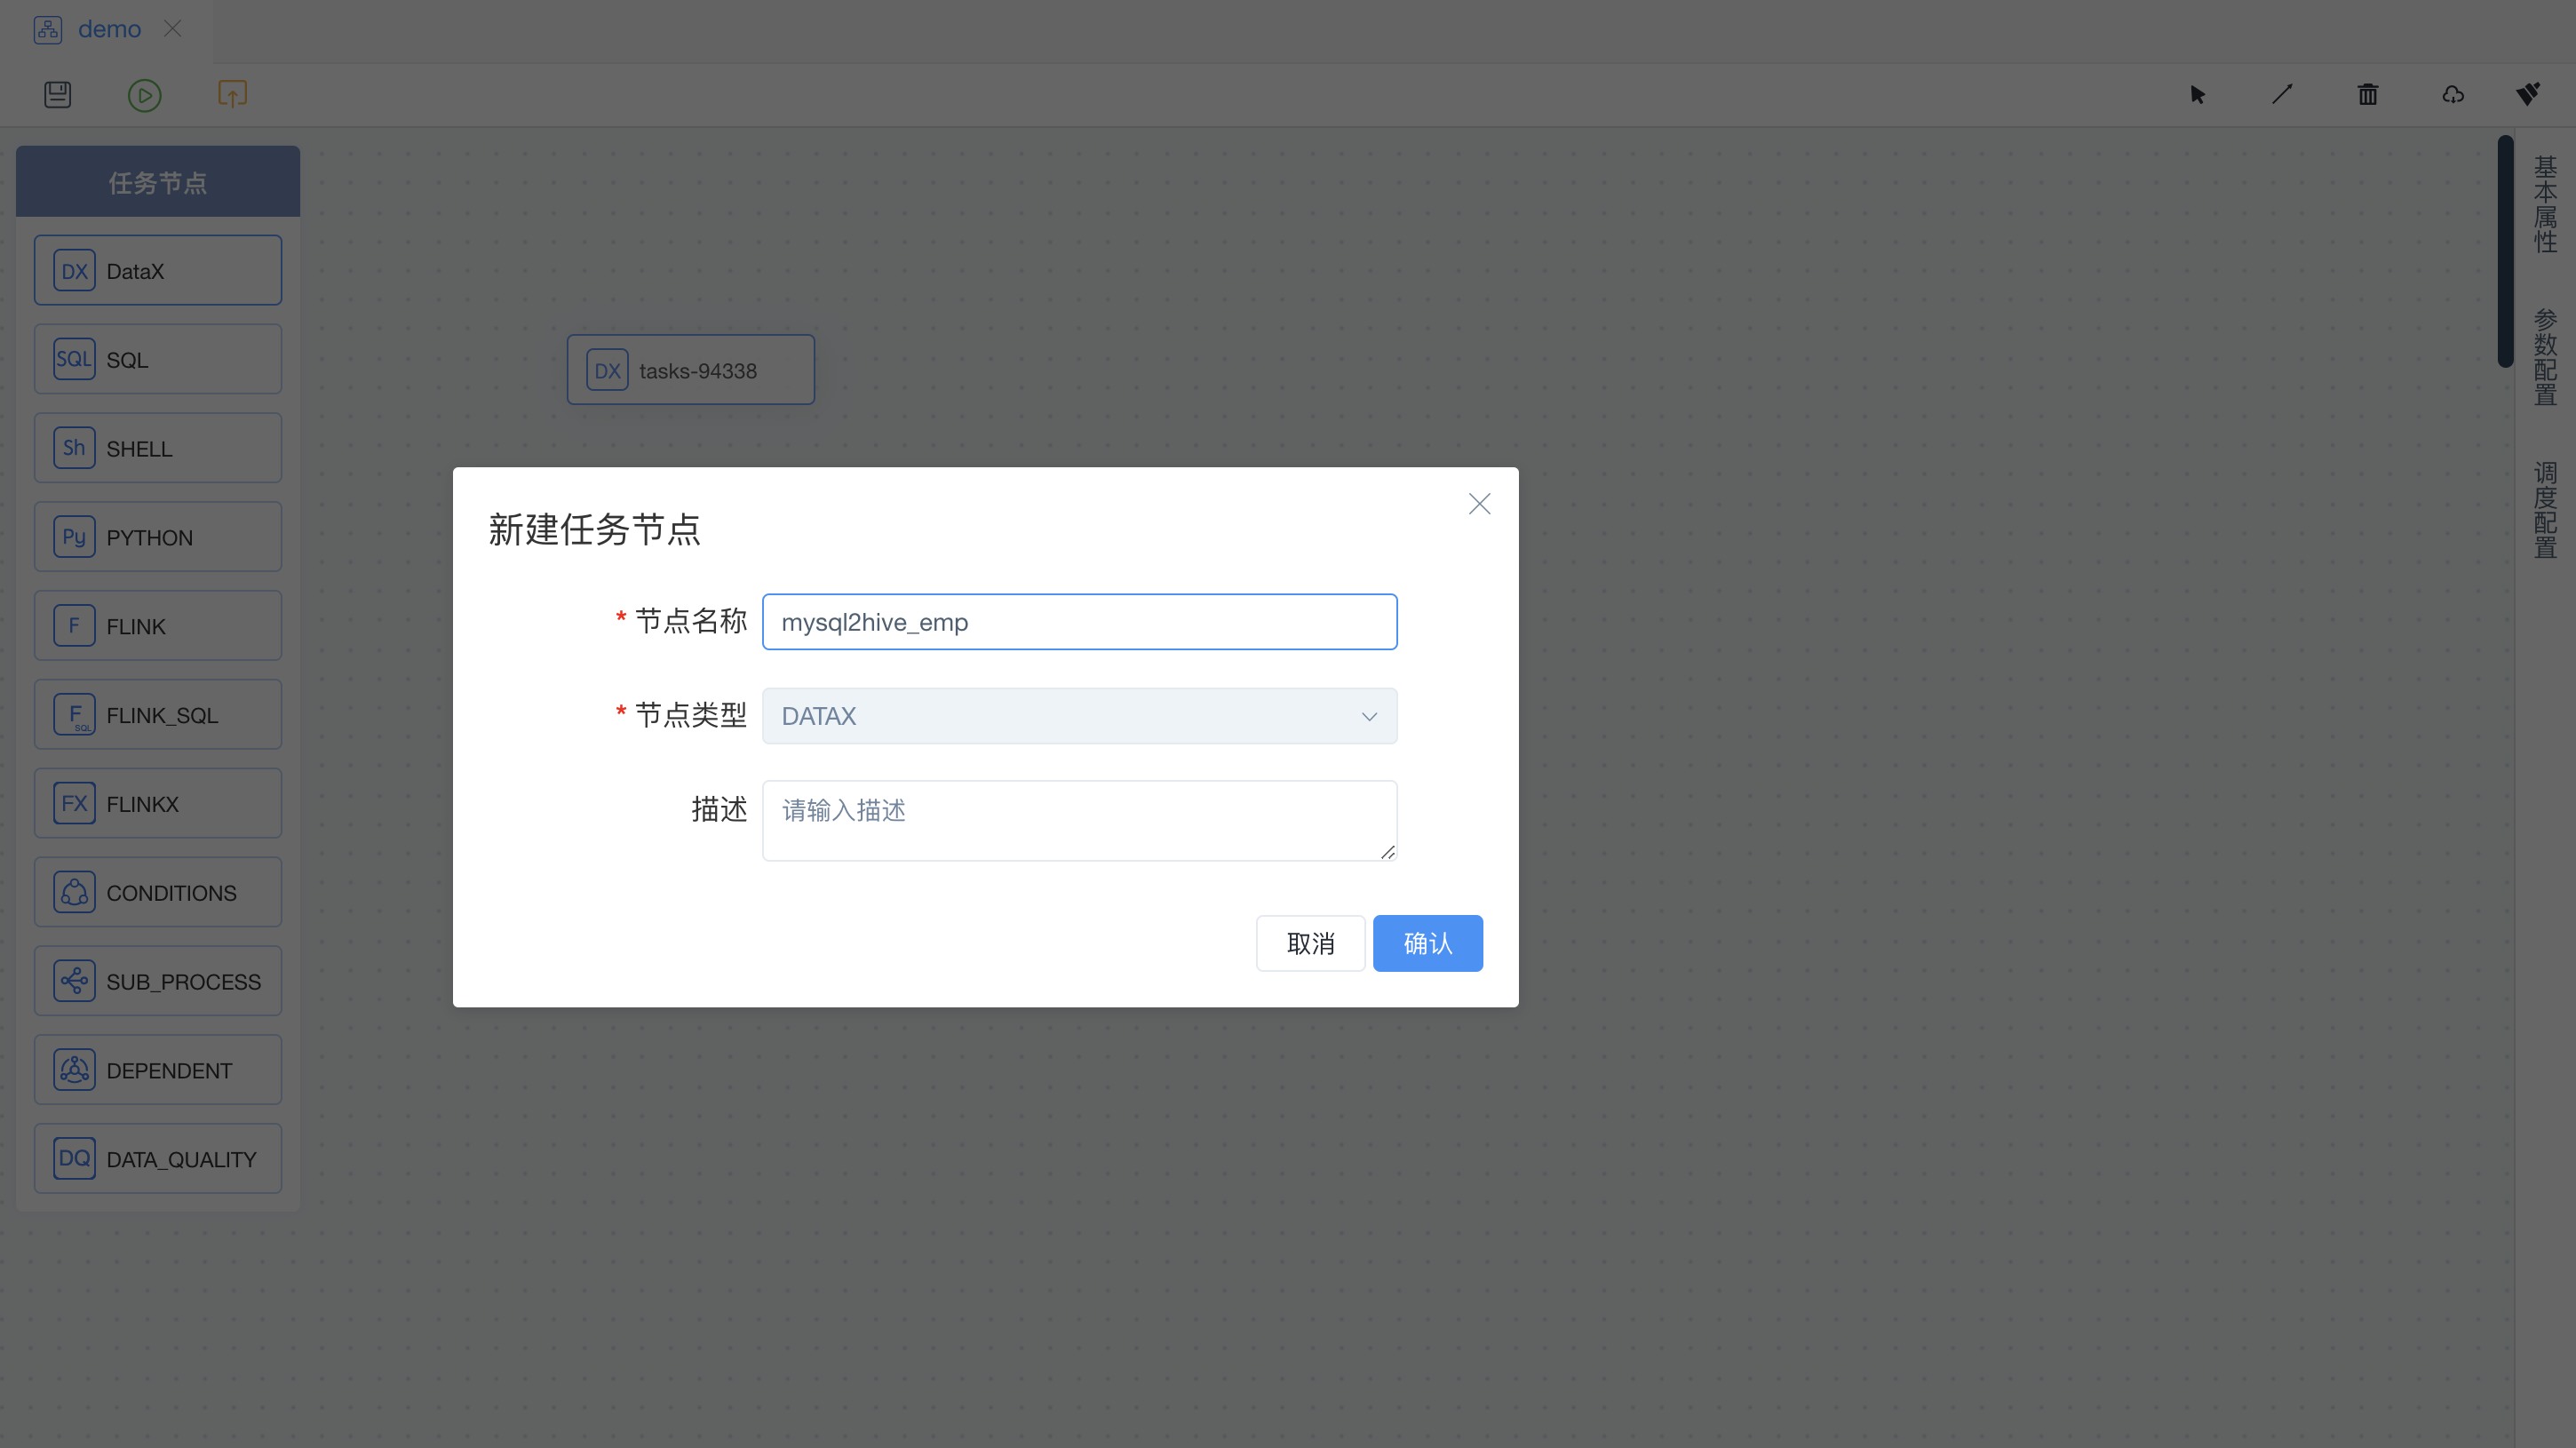 demo
任务节点
DX DataX
SQL SQL
Sh SHELL
Py PYTHON
F FLINK
F SQL FLINK_SQL
FX FLINKX
CONDITIONS
SUB_PROCESS
DEPENDENT
DQ DATA_QUALITY
DX tasks-94338
新建任务节点
* 节点名称 mysql2hive_emp
* 节点类型 DATAX
描述 请输入描述
取消 确认
基本属性
参数配置
调度配置